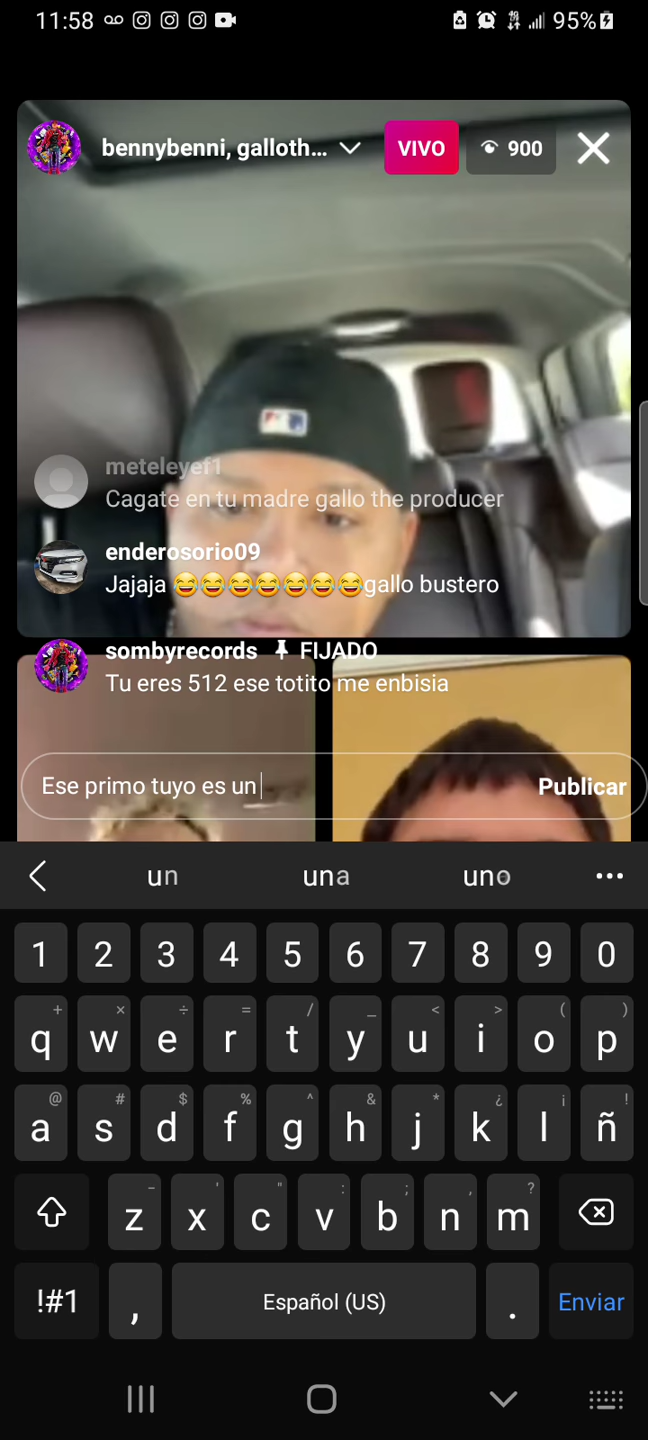 11:58 4G 95%
bennybenni, galloth... VIVO 900
meteleyef1
Cagate en tu madre gallo the producer
enderosorio09
Jajaja 😂😂😂😂😂😂😂gallo bustero
sombyrecords 📌 FIJADO
Tu eres 512 ese totito me enbisia
Ese primo tuyo es un Publicar
un una uno ...
1 2 3 4 5 6 7 8 9 0
+ × ÷ = / _ < > ( )
q w e r t y u i o p
@ # $ % ^ & * ¿ ¡ !
a s d f g h j k l ñ
- ' " : ; , ?
z x c v b n m
!#1 , Español (US) . Enviar